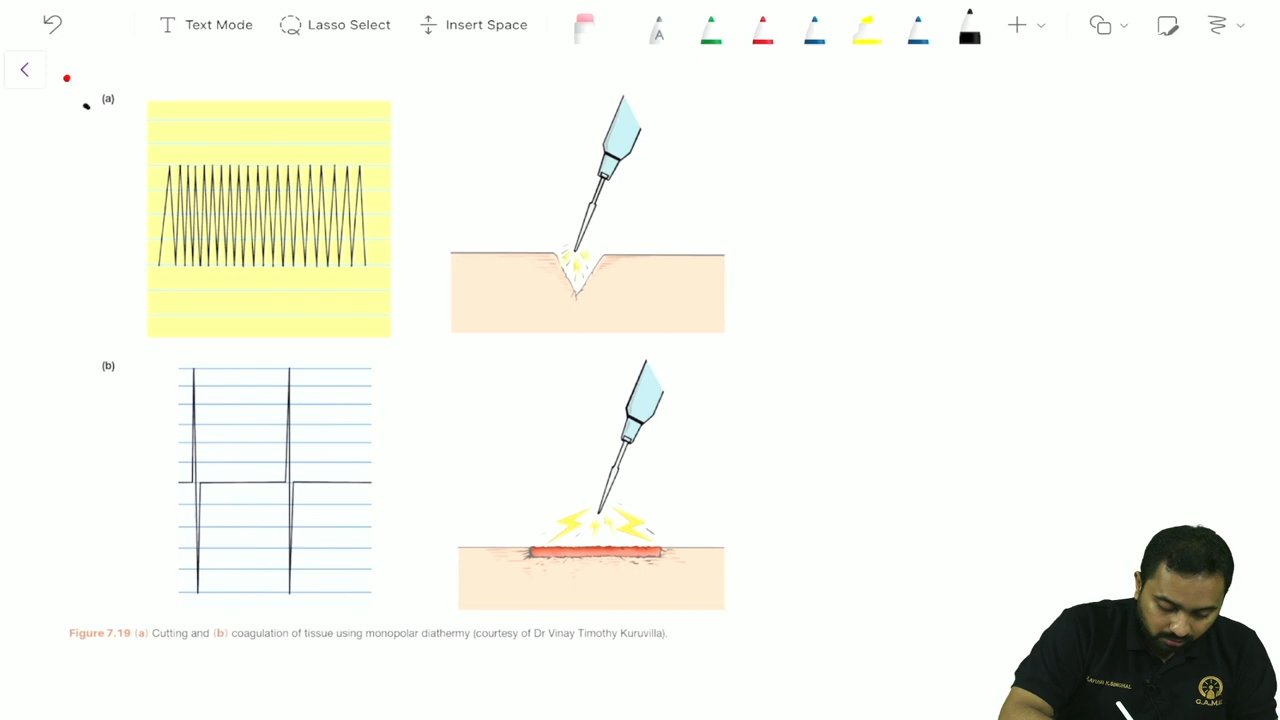 Text Mode
Lasso Select
Insert Space
A
(a)
(b)
Figure 7.19 (a) Cutting and (b) coagulation of tissue using monopolar diathermy (courtesy of Dr Vinay Timothy Kuruvilla).